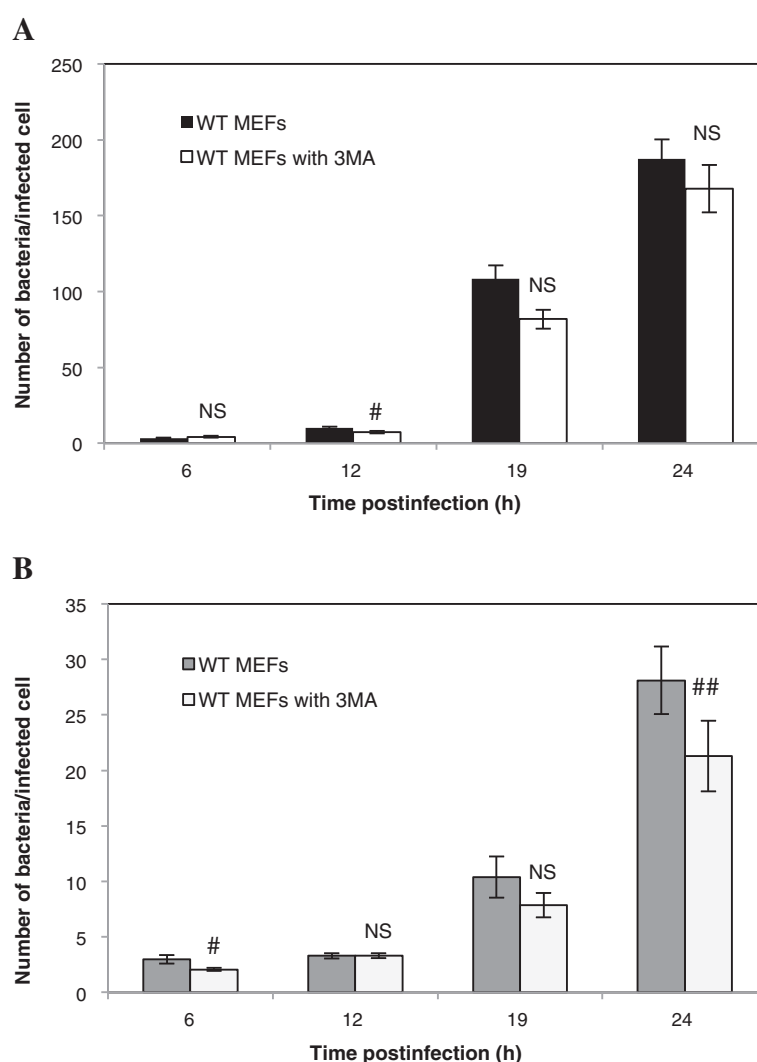 A
250
200
150
100
50
0
Number of bacteria/infected cell
WT MEFs
WT MEFs with 3MA
NS
#
NS
NS
6 12 19 24
Time postinfection (h)
B
35
30
25
20
15
10
5
0
Number of bacteria/infected cell
WT MEFs
WT MEFs with 3MA
#
NS
NS
##
6 12 19 24
Time postinfection (h)